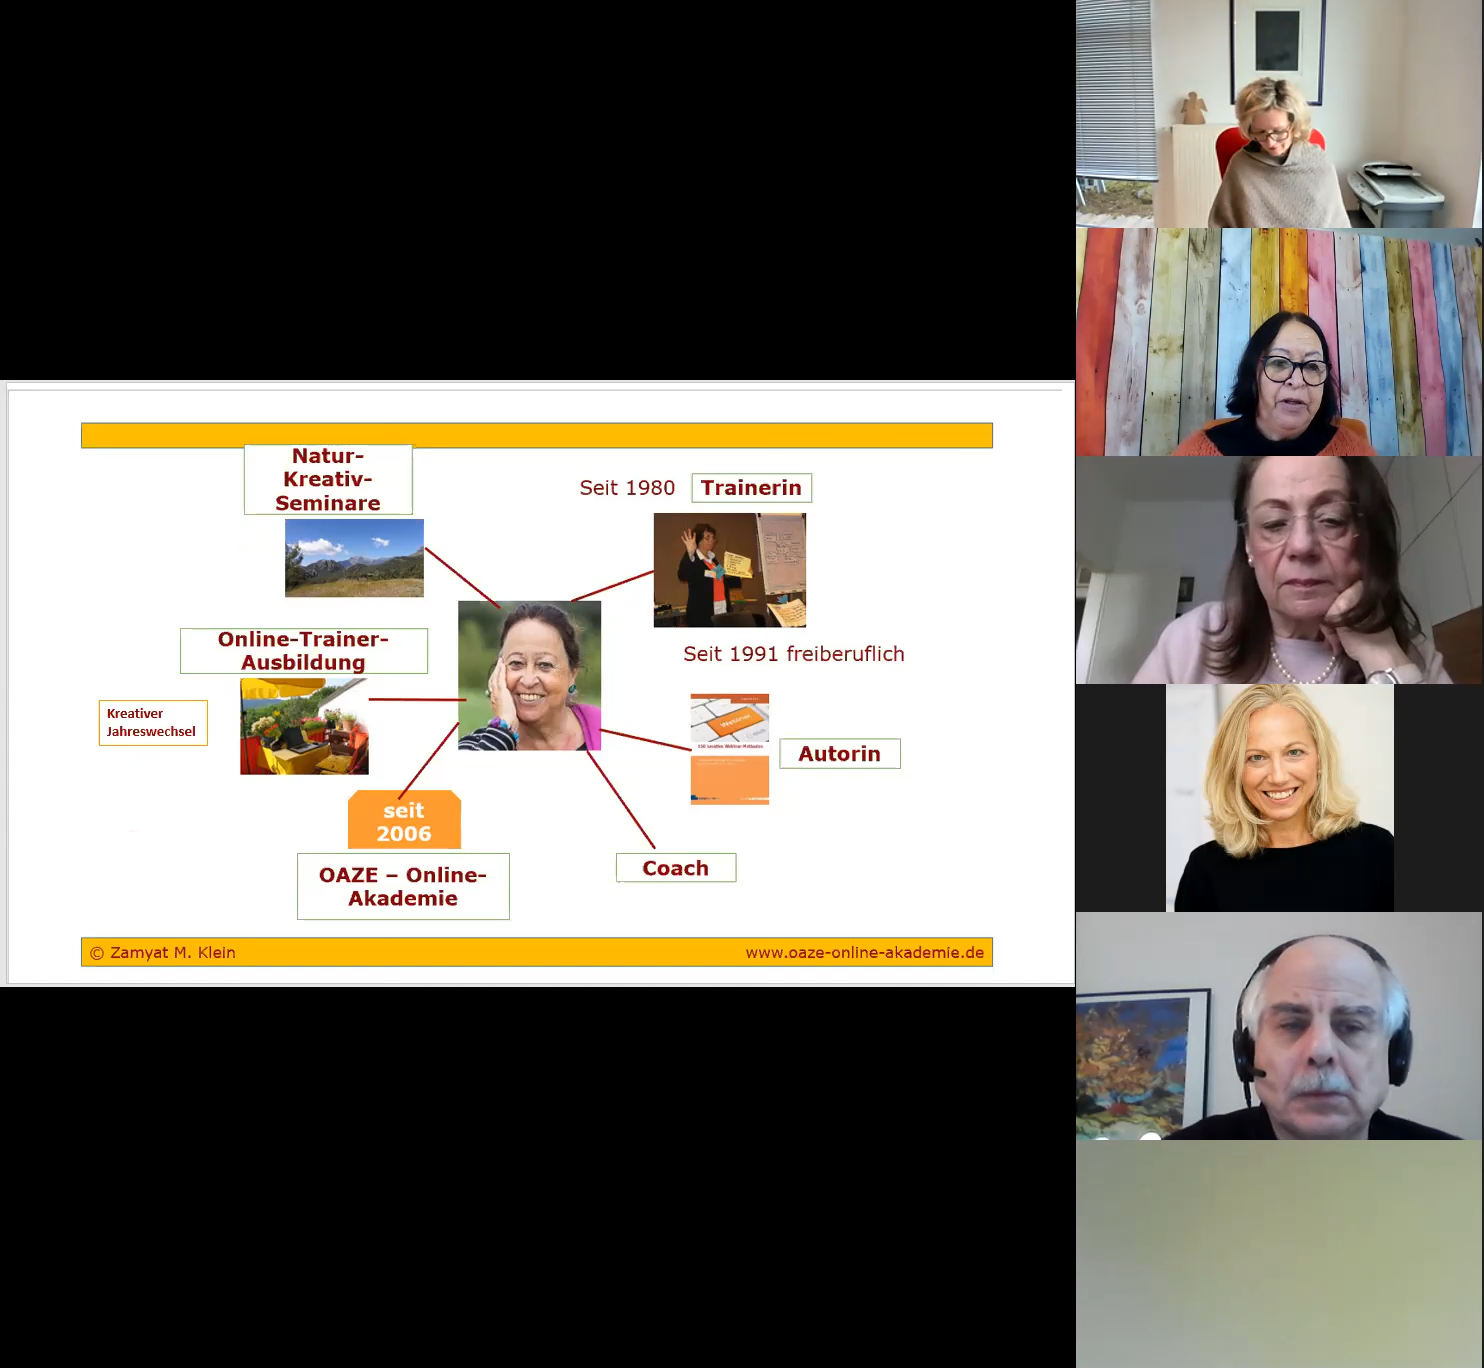 Natur-
Kreativ-
Seminare
Seit 1980
Trainerin
Online-Trainer-
Ausbildung
Seit 1991 freiberuflich
Kreativer
Jahreswechsel
Webinar
Autorin
seit
2006
OAZE – Online-
Akademie
Coach
© Zamyat M. Klein
www.oaze-online-akademie.de